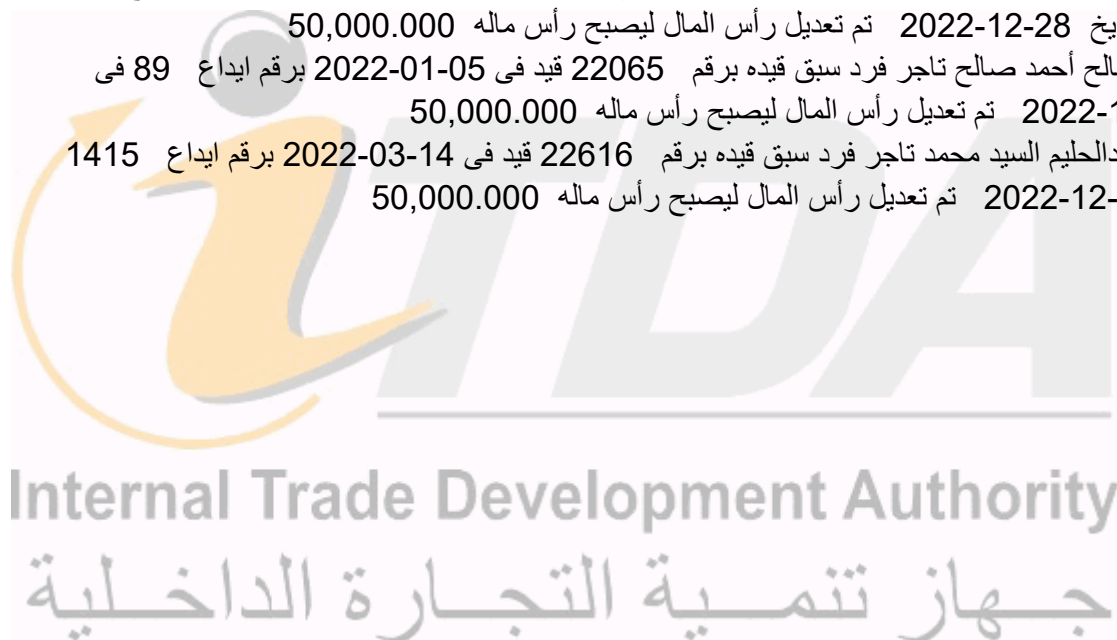 يخ 28-12-2022 تم تعديل رأس المال ليصبح رأس ماله 50,000.000
أحمد صالح تاجر فرد سبق قيده برقم 22065 قيد فى 05-01-2022 برقم ايداع 89 فى
2022-1 تم تعديل رأس المال ليصبح رأس ماله 50,000.000
السيد محمد تاجر فرد سبق قيده برقم 22616 قيد فى 14-03-2022 برقم ايداع 1415
2022-12- تم تعديل رأس المال ليصبح رأس ماله 50,000.000
iTDA
Internal Trade Development Authority
جهاز تنمية التجارة الداخلية